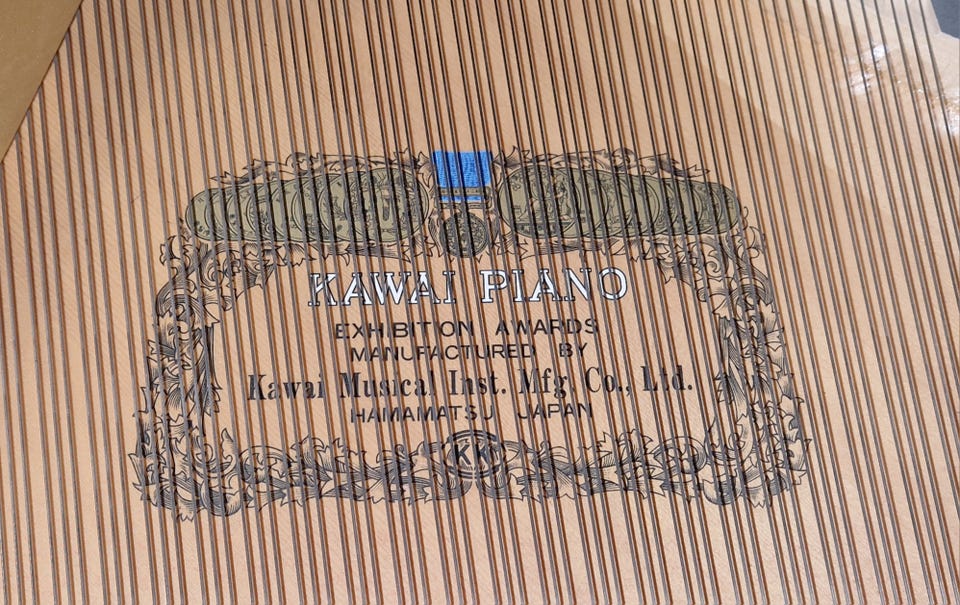 KAWAI PIANO
EXHIBITION AWARDS
MANUFACTURED BY
Kawai Musical Inst. Mfg. Co., Ltd.
HAMAMATSU JAPAN
KK